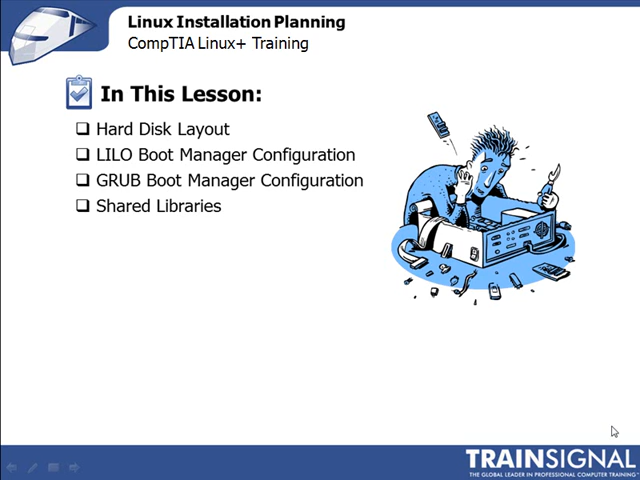 Linux Installation Planning
CompTIA Linux+ Training
In This Lesson:
Hard Disk Layout
LILO Boot Manager Configuration
GRUB Boot Manager Configuration
Shared Libraries
TRAINSIGNAL
THE GLOBAL LEADER IN PROFESSIONAL COMPUTER TRAINING